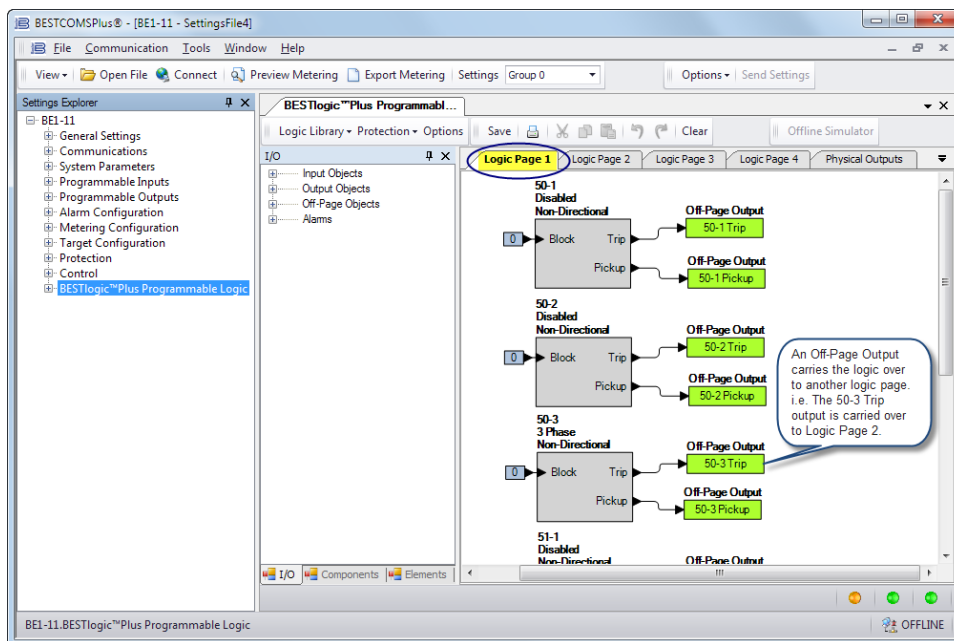 BESTCOMSPlus® - [BE1-11 - SettingsFile4]
File Communication Tools Window Help
View Open File Connect Preview Metering Export Metering Settings Group 0 Options Send Settings
Settings Explorer
BE1-11
General Settings
Communications
System Parameters
Programmable Inputs
Programmable Outputs
Alarm Configuration
Metering Configuration
Target Configuration
Protection
Control
BESTlogic™Plus Programmable Logic
BESTlogic™Plus Programmabl...
Logic Library Protection Options Save Clear Offline Simulator
I/O
Input Objects
Output Objects
Off-Page Objects
Alarms
I/O Components Elements
Logic Page 1 Logic Page 2 Logic Page 3 Logic Page 4 Physical Outputs
50-1
Disabled
Non-Directional
0 Block Trip
Pickup
Off-Page Output
50-1 Trip
Off-Page Output
50-1 Pickup
50-2
Disabled
Non-Directional
0 Block Trip
Pickup
Off-Page Output
50-2 Trip
Off-Page Output
50-2 Pickup
50-3
3 Phase
Non-Directional
0 Block Trip
Pickup
Off-Page Output
50-3 Trip
Off-Page Output
50-3 Pickup
An Off-Page Output
carries the logic over
to another logic page.
i.e. The 50-3 Trip
output is carried over
to Logic Page 2.
51-1
Disabled
Non-Directional
Off-Page Output
BE1-11.BESTlogic™Plus Programmable Logic
OFFLINE